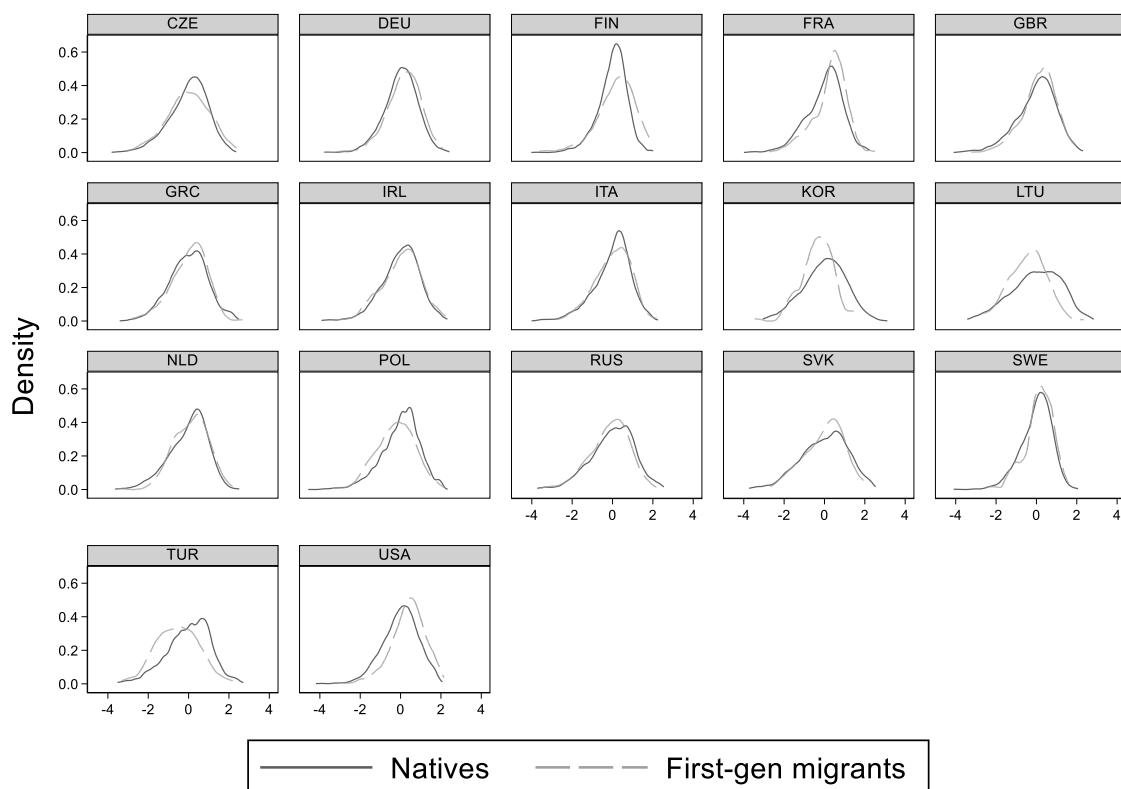 CZE DEU FIN FRA GBR
0.6
0.4
0.2
0.0
GRC IRL ITA KOR LTU
0.6
0.4
0.2
0.0
Density
NLD POL RUS SVK SWE
0.6
0.4
0.2
0.0
-4 -2 0 2 4 -4 -2 0 2 4 -4 -2 0 2 4
TUR USA
0.6
0.4
0.2
0.0
-4 -2 0 2 4 -4 -2 0 2 4
Natives First-gen migrants